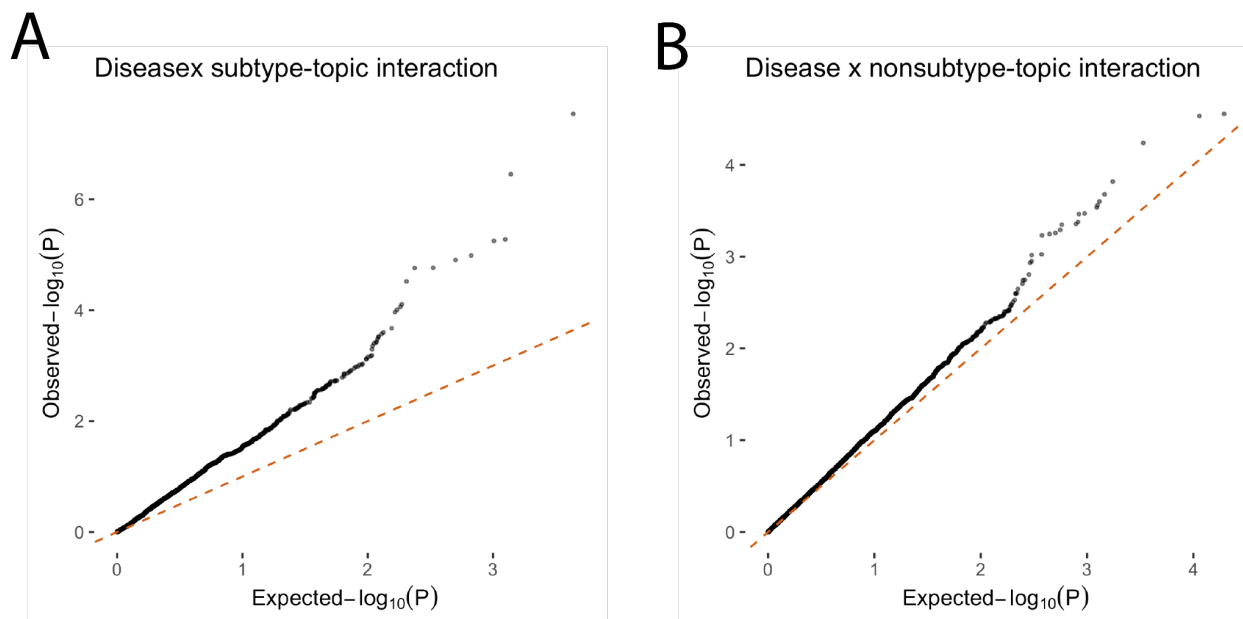 A
Diseasex subtype-topic interaction
Observed−log₁₀(P)
6
4
2
0
0 1 2 3
Expected−log₁₀(P)
B
Disease x nonsubtype-topic interaction
Observed−log₁₀(P)
4
3
2
1
0
0 1 2 3 4
Expected−log₁₀(P)